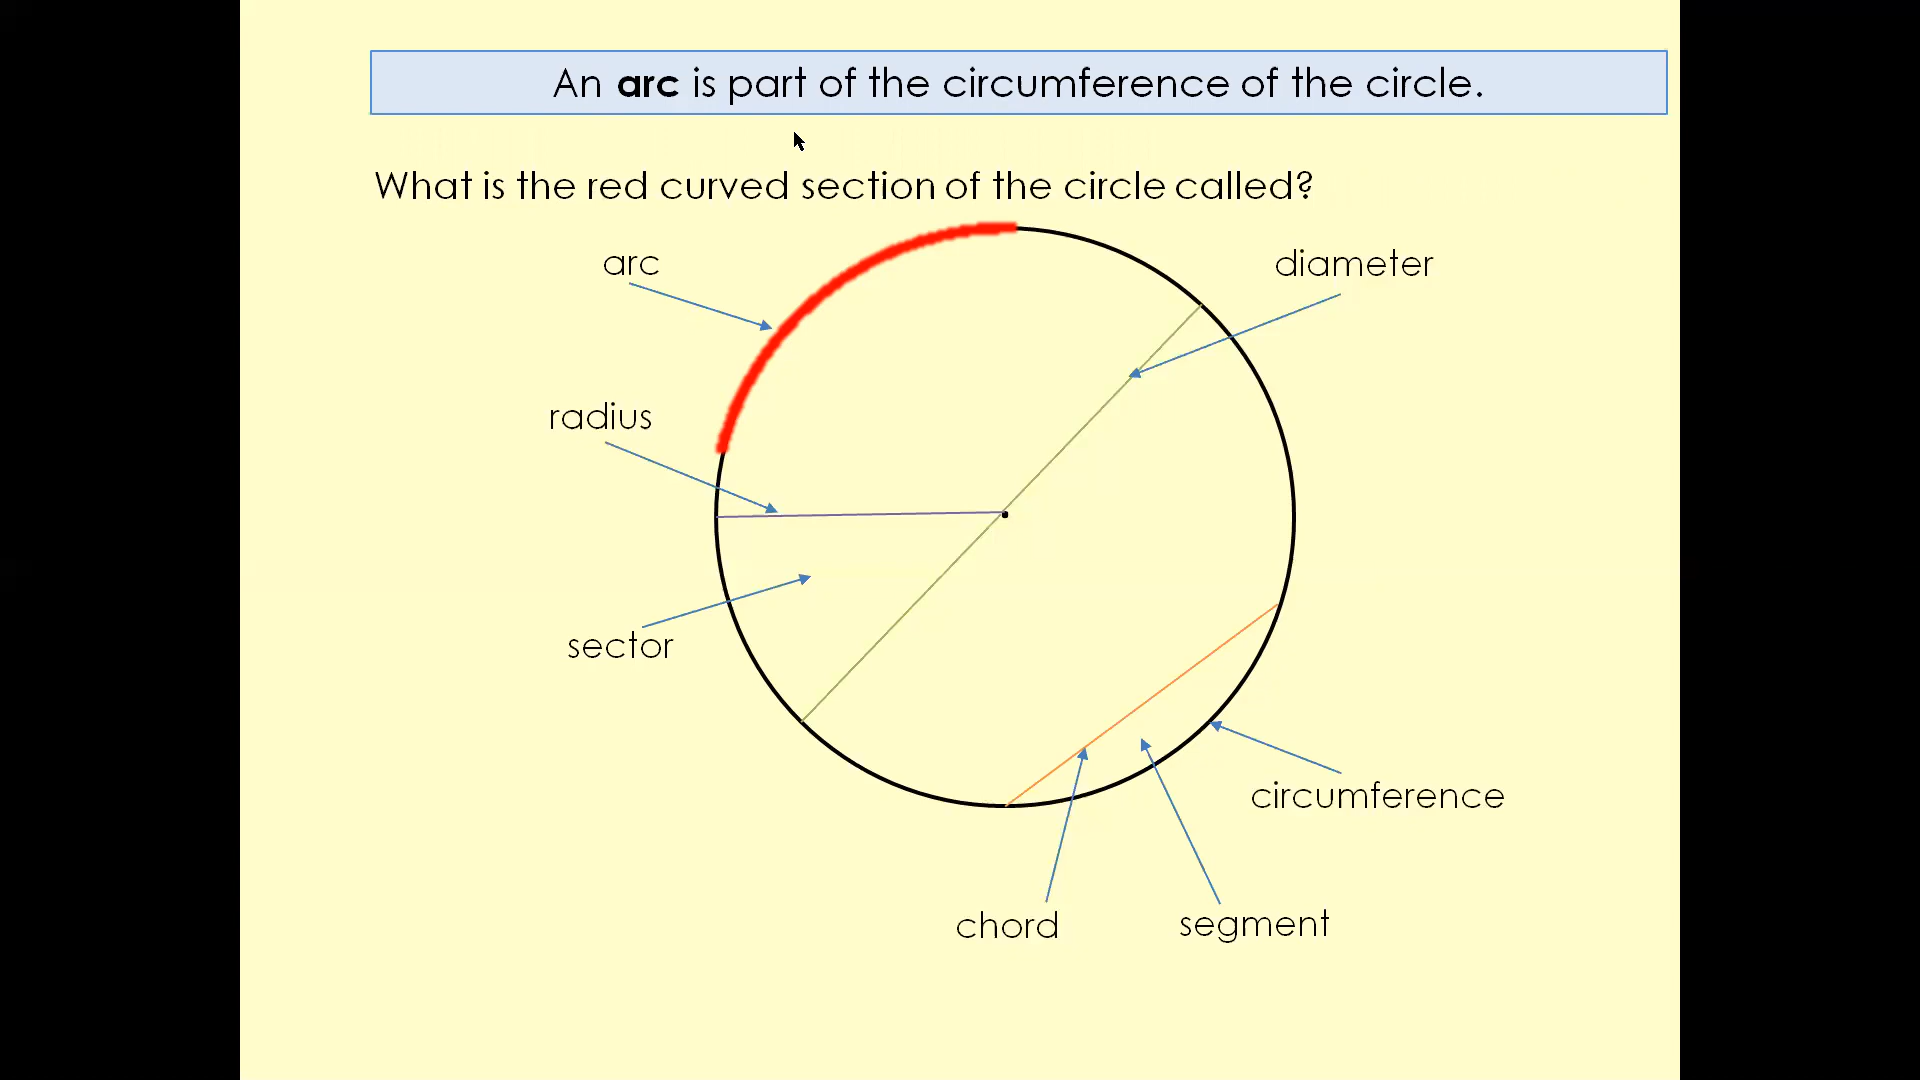 An arc is part of the circumference of the circle.
What is the red curved section of the circle called?
arc
diameter
radius
sector
circumference
chord
segment